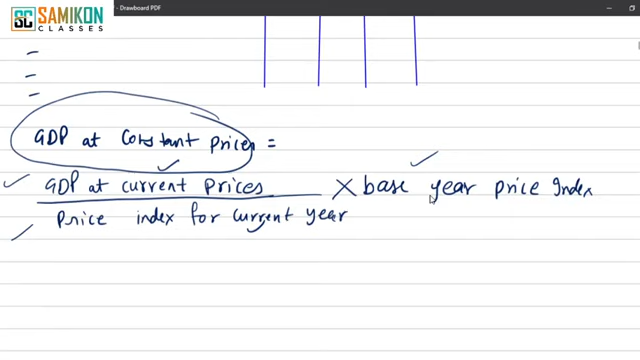 SC SAMIKON
CLASSES
- Drawboard PDF
GDP at Constant Prices =
GDP at current Prices × base year price Index
Price index for current year